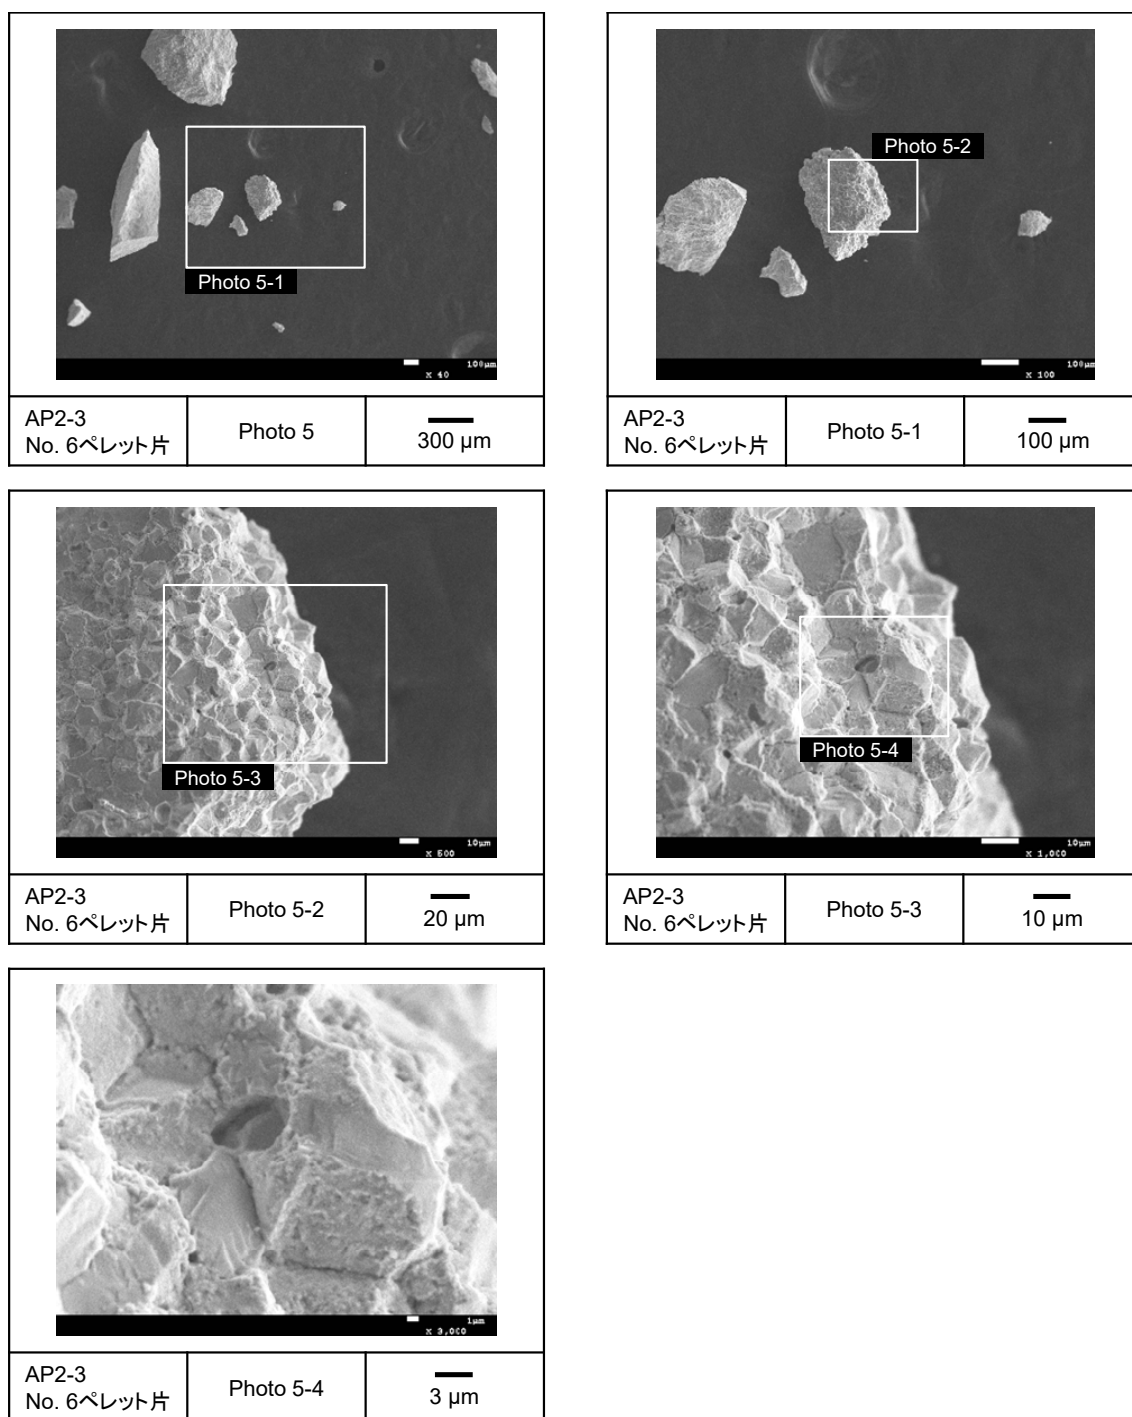 Photo 5-1
100μm
X 40
AP2-3
No. 6ペレット片
Photo 5
300 μm
Photo 5-2
100μm
X 100
AP2-3
No. 6ペレット片
Photo 5-1
100 μm
Photo 5-3
10μm
X 500
AP2-3
No. 6ペレット片
Photo 5-2
20 μm
Photo 5-4
10μm
X 1,000
AP2-3
No. 6ペレット片
Photo 5-3
10 μm
1μm
X 3,000
AP2-3
No. 6ペレット片
Photo 5-4
3 μm